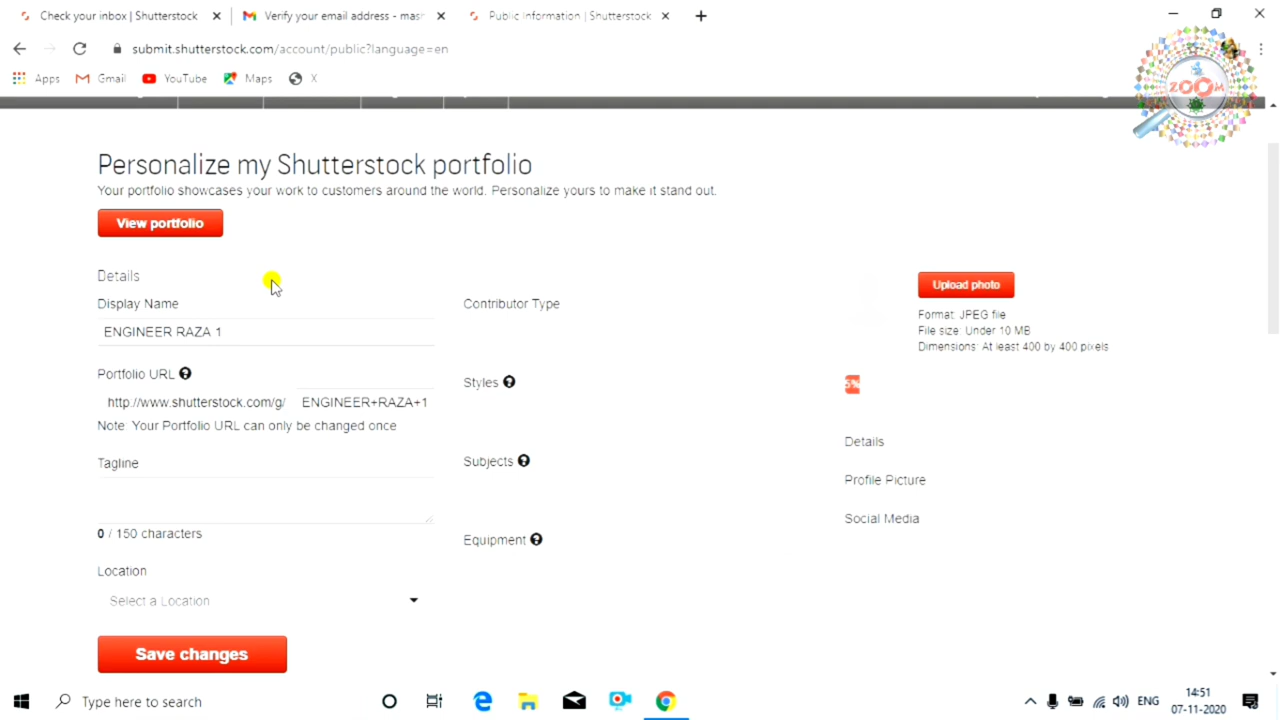 Check your inbox | Shutterstock
Verify your email address - mas
Public Information | Shutterstock
submit.shutterstock.com/account/public?language=en
Apps
Gmail
YouTube
Maps
X
ZOOM
Personalize my Shutterstock portfolio
Your portfolio showcases your work to customers around the world. Personalize yours to make it stand out.
View portfolio
Details
Display Name
ENGINEER RAZA 1
Portfolio URL
http://www.shutterstock.com/g/ ENGINEER+RAZA+1
Note: Your Portfolio URL can only be changed once
Tagline
0 / 150 characters
Location
Select a Location
Save changes
Contributor Type
Styles
Subjects
Equipment
Upload photo
Format: JPEG file
File size: Under 10 MB
Dimensions: At least 400 by 400 pixels
5%
Details
Profile Picture
Social Media
Type here to search
ENG
14:51
07-11-2020